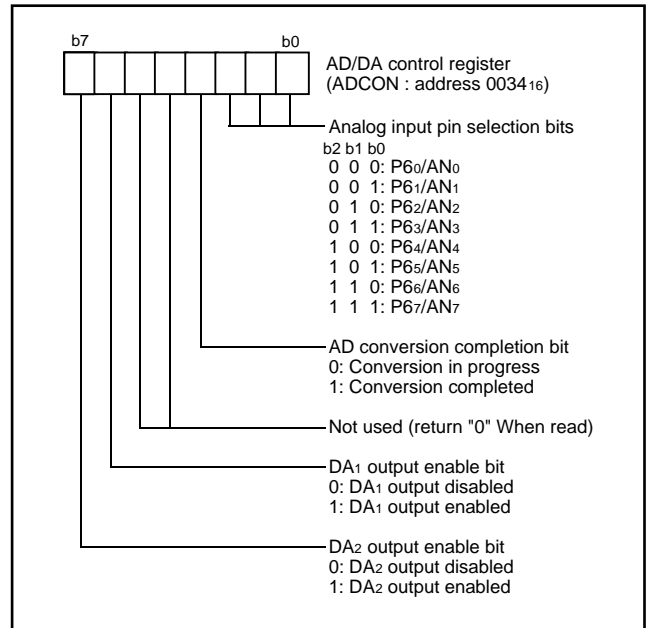 b7 b0
AD/DA control register
(ADCON : address 003416)
Analog input pin selection bits
b2 b1 b0
0 0 0: P60/AN0
0 0 1: P61/AN1
0 1 0: P62/AN2
0 1 1: P63/AN3
1 0 0: P64/AN4
1 0 1: P65/AN5
1 1 0: P66/AN6
1 1 1: P67/AN7
AD conversion completion bit
0: Conversion in progress
1: Conversion completed
Not used (return "0" When read)
DA1 output enable bit
0: DA1 output disabled
1: DA1 output enabled
DA2 output enable bit
0: DA2 output disabled
1: DA2 output enabled